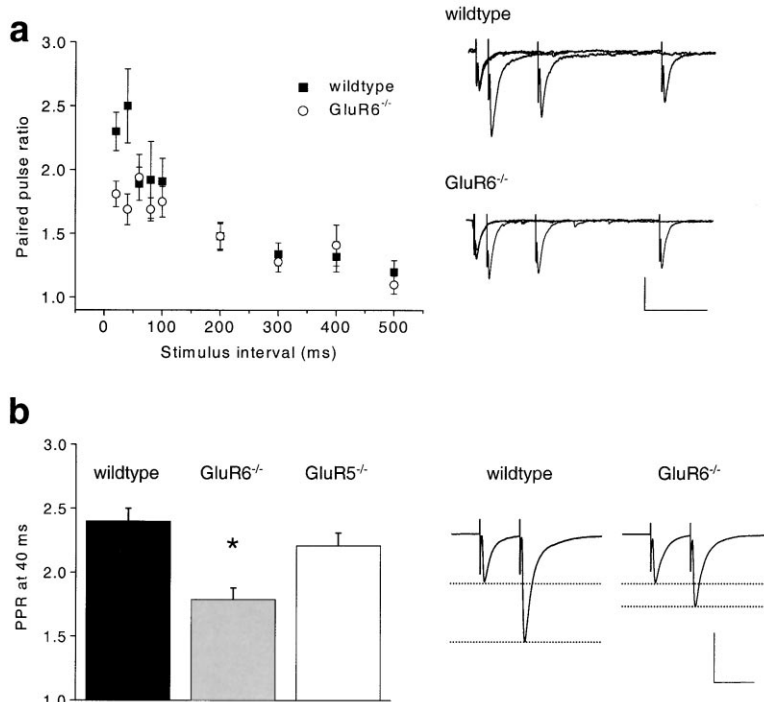 a
wildtype
3.0
2.5
2.0
1.5
1.0
Paired pulse ratio
0 100 200 300 400 500
Stimulus interval (ms)
wildtype
GluR6-/-
GluR6-/-
b
3.0
2.5
2.0
1.5
1.0
PPR at 40 ms
wildtype GluR6-/- GluR5-/-
*
wildtype GluR6-/-